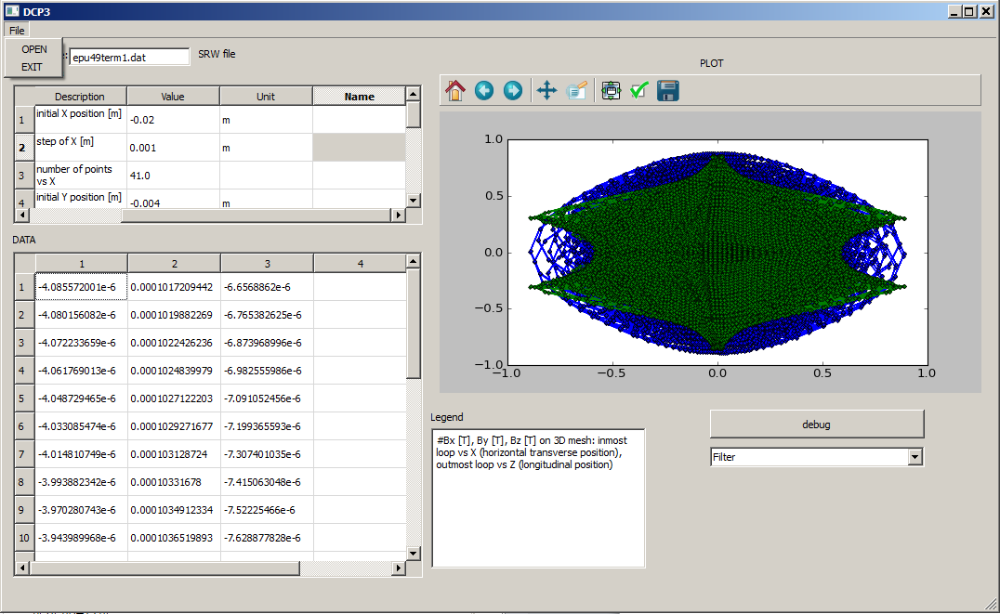 DCP3
File
OPEN
EXIT
epu49term1.dat
SRW file
Description Value Unit Name
1 initial X position [m] -0.02 m
2 step of X [m] 0.001 m
3 number of points vs X 41.0
4 initial Y position [m] -0.004 m
DATA
1 2 3 4
1 -4.085572001e-6 0.0001017209442 -6.6568862e-6
2 -4.080156082e-6 0.0001019882269 -6.765382625e-6
3 -4.072233659e-6 0.0001022426236 -6.873968996e-6
4 -4.061769013e-6 0.0001024839979 -6.982555986e-6
5 -4.048729465e-6 0.0001027122203 -7.091052456e-6
6 -4.033085474e-6 0.0001029271677 -7.199365593e-6
7 -4.014810749e-6 0.000103128724 -7.307401035e-6
8 -3.993882342e-6 0.00010331678 -7.415063048e-6
9 -3.970280743e-6 0.0001034912334 -7.52225466e-6
10 -3.943989968e-6 0.0001036519893 -7.628877828e-6
PLOT
1.0
0.5
0.0
−0.5
−1.0
−1.0 −0.5 0.0 0.5 1.0
Legend
#Bx [T], By [T], Bz [T] on 3D mesh: inmost
loop vs X (horizontal transverse position),
outmost loop vs Z (longitudinal position)
debug
Filter